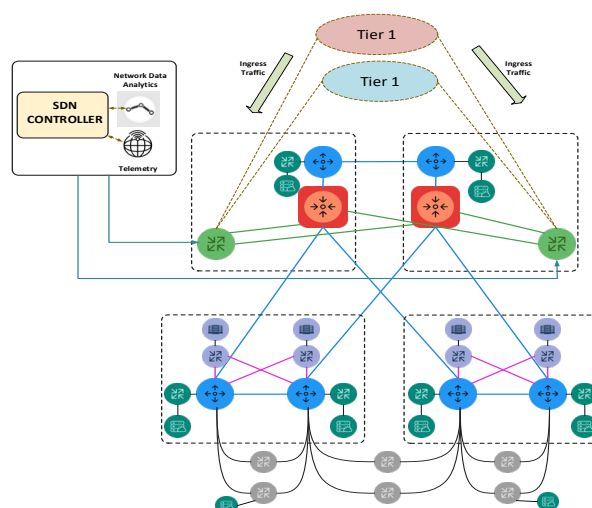 Tier 1
Ingress
Traffic
Ingress
Traffic
Tier 1
Network Data
Analytics
SDN
CONTROLLER
Telemetry